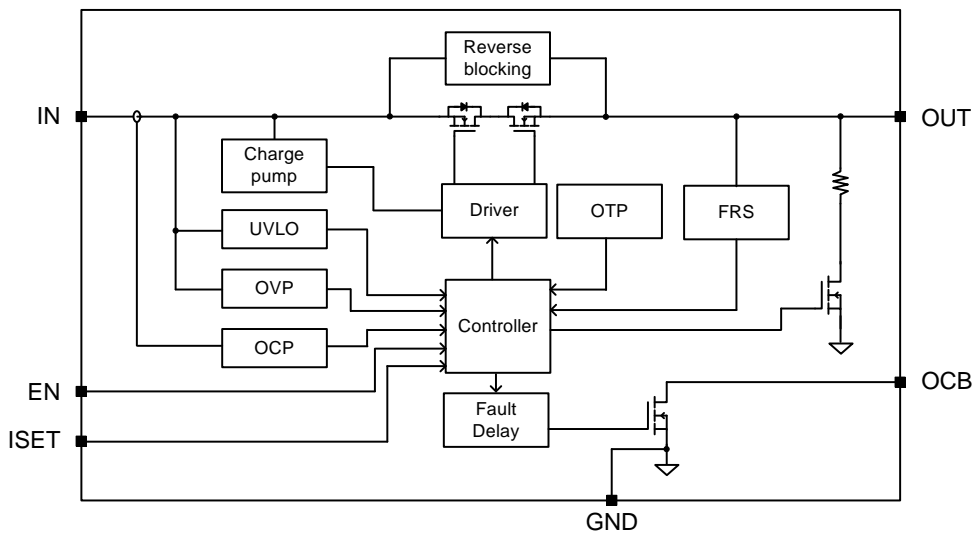 Reverse
blocking
IN
OUT
Charge
pump
Driver
OTP
FRS
UVLO
OVP
Controller
OCP
EN
OCB
Fault
Delay
ISET
GND